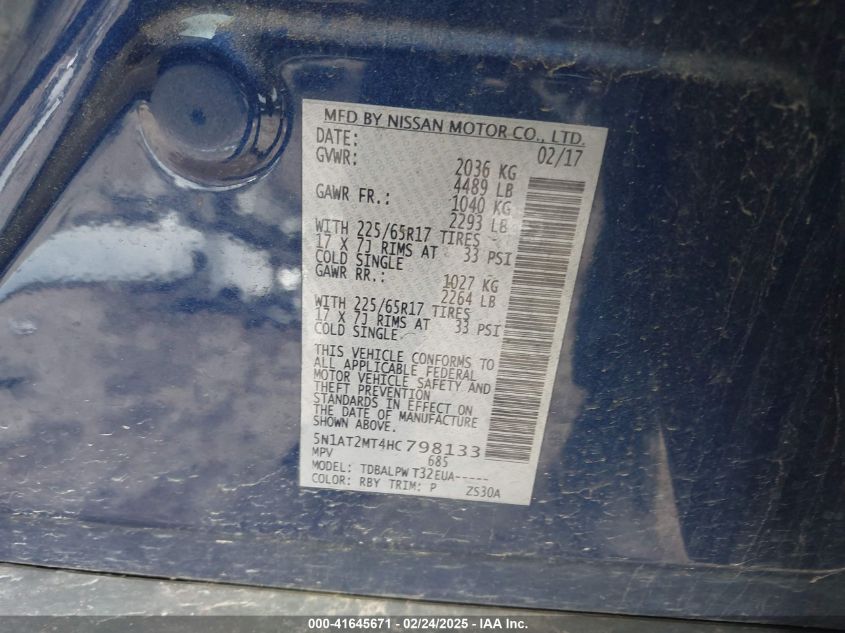 MFD BY NISSAN MOTOR CO., LTD.
DATE: 02/17
GVWR: 2036 KG
4489 LB
GAWR FR.: 1040 KG
2293 LB
WITH 225/65R17 TIRES
17 X 7J RIMS AT 33 PSI
COLD SINGLE
GAWR RR.: 1027 KG
2264 LB
WITH 225/65R17 TIRES
17 X 7J RIMS AT 33 PSI
COLD SINGLE
THIS VEHICLE CONFORMS TO
ALL APPLICABLE FEDERAL
MOTOR VEHICLE SAFETY AND
THEFT PREVENTION
STANDARDS IN EFFECT ON
THE DATE OF MANUFACTURE
SHOWN ABOVE.
5N1AT2MT4HC798133
MPV 685
MODEL: TDBALPW T32EUA-----
COLOR: RBY TRIM: P ZS30A
000-41645671 - 02/24/2025 - IAA Inc.